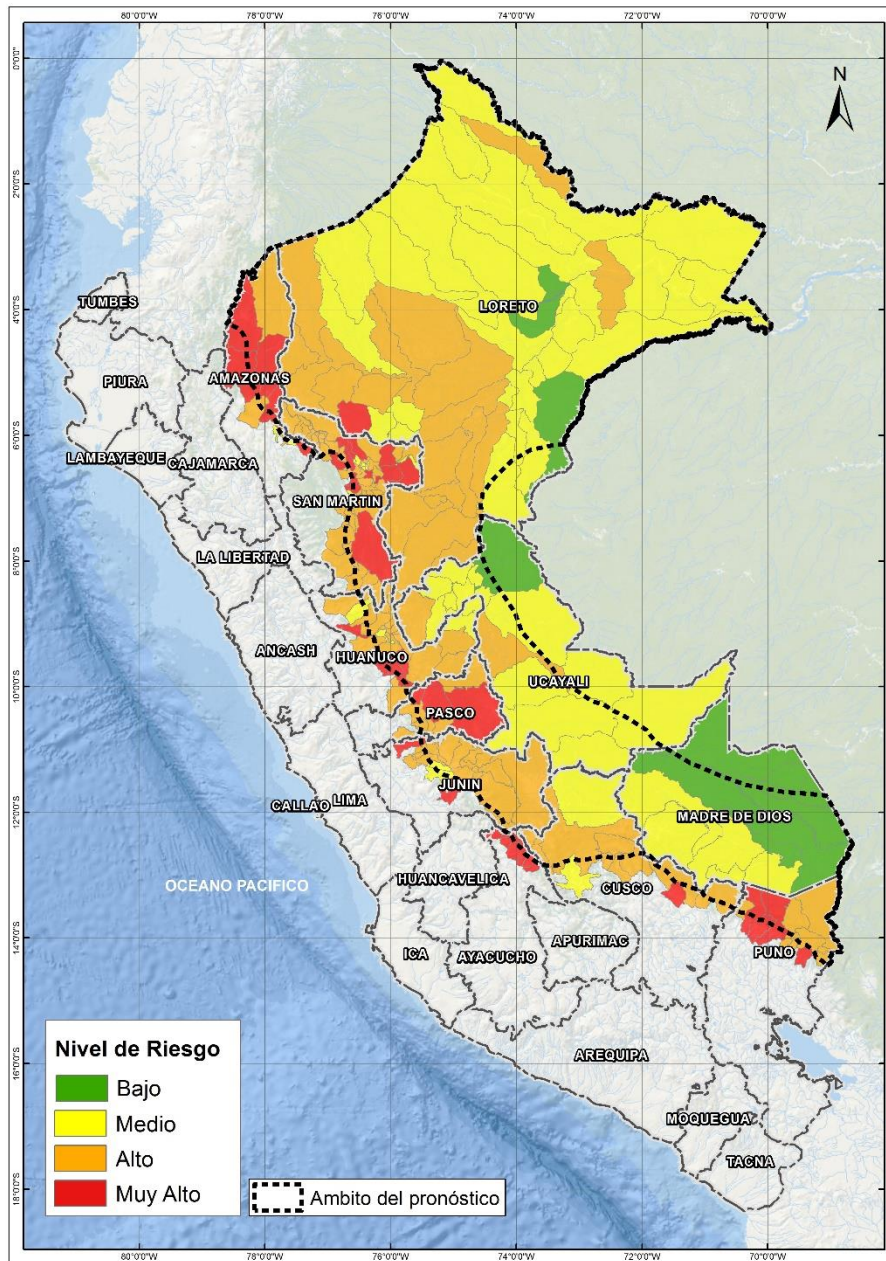 N
0°0'0"
2°0'0"S
4°0'0"S
6°0'0"S
8°0'0"S
10°0'0"S
12°0'0"S
14°0'0"S
16°0'0"S
18°0'0"S
TUMBES
LORETO
PIURA
AMAZONAS
LAMBAYEQUE
CAJAMARCA
SAN MARTIN
LA LIBERTAD
ANCASH
HUANUCO
UCAYALI
PASCO
JUNIN
CALLAO
LIMA
MADRE DE DIOS
HUANCAVELICA
CUSCO
OCEANO PACIFICO
ICA
AYACUCHO
APURIMAC
PUNO
AREQUIPA
MOQUEGUA
TACNA
Nivel de Riesgo
Bajo
Medio
Alto
Muy Alto
Ambito del pronóstico
80°0'0"W
78°0'0"W
76°0'0"W
74°0'0"W
72°0'0"W
70°0'0"W